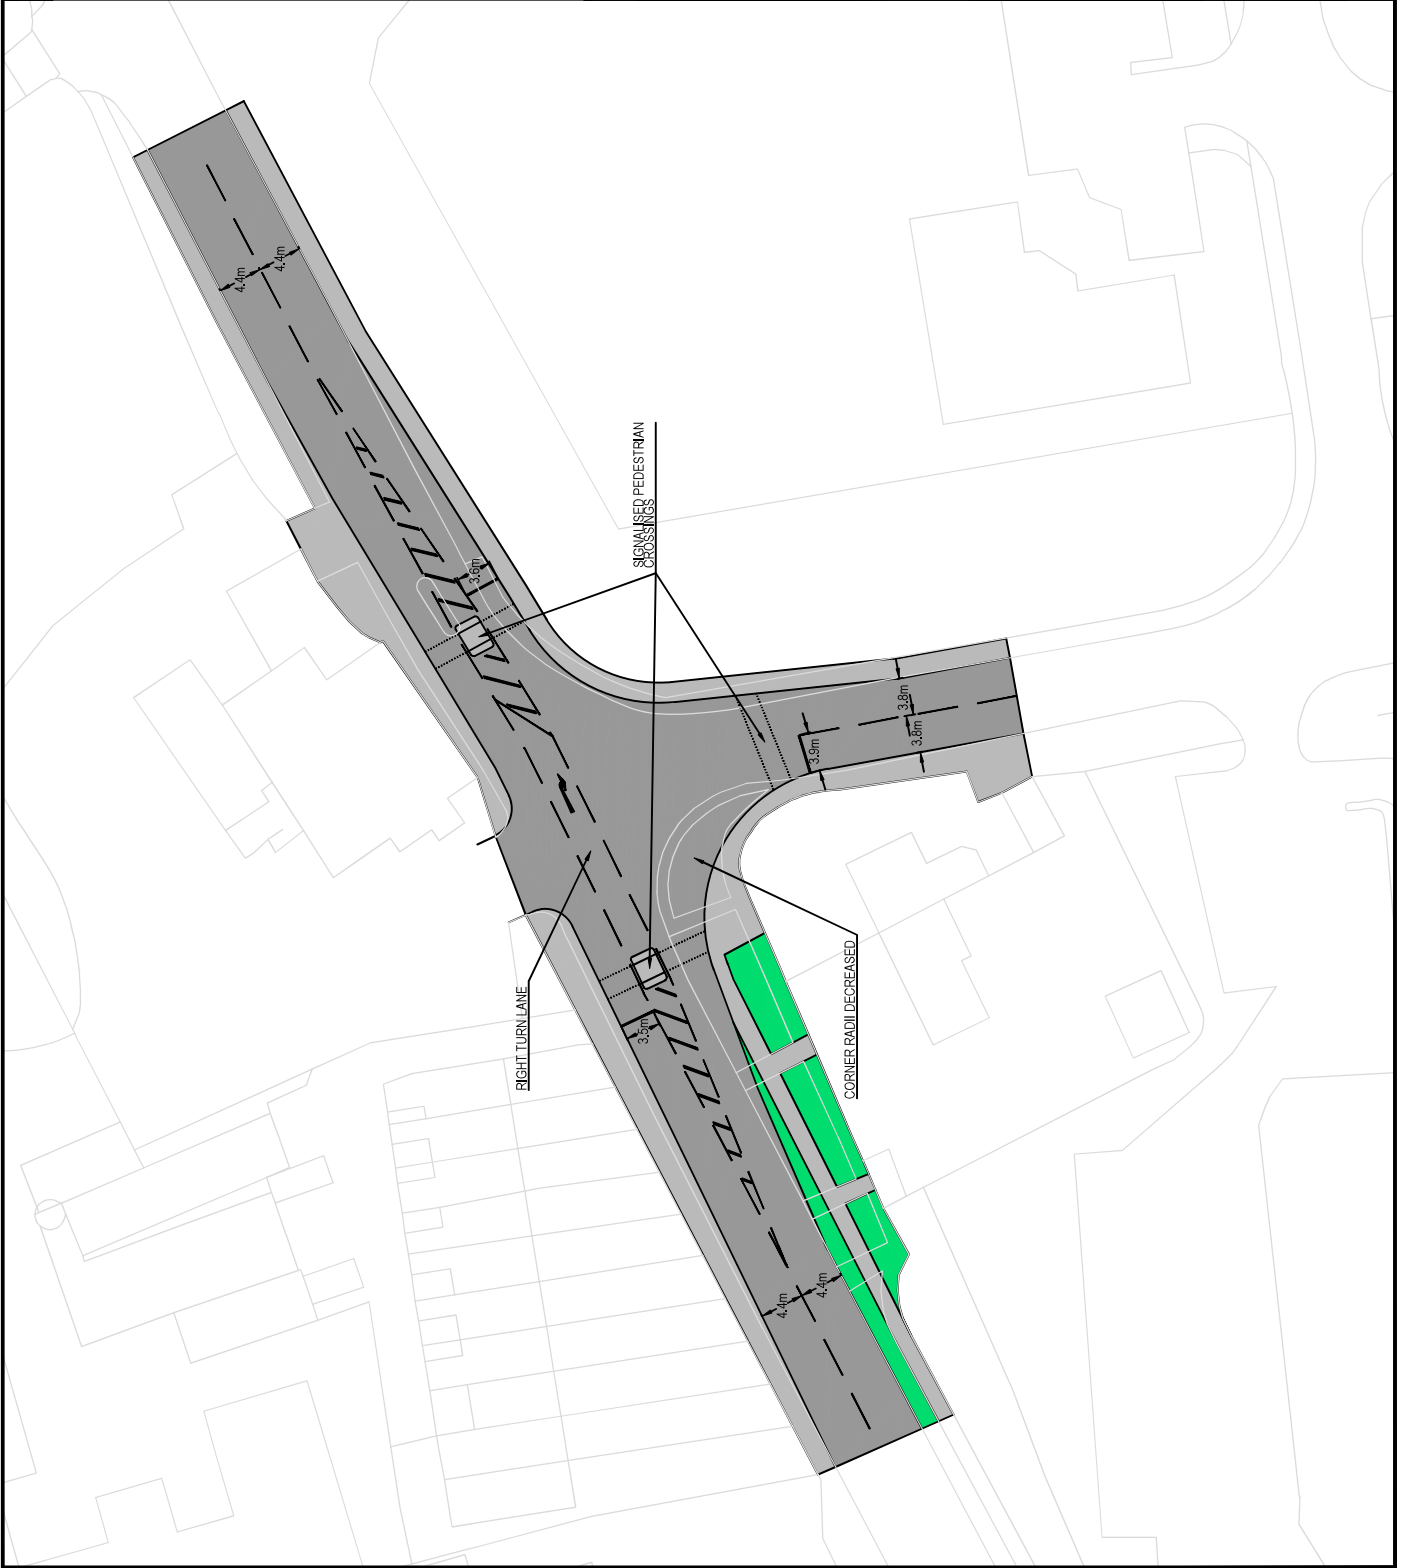 4.4m
4.4m
SIGNALISED PEDESTRIAN
CROSSINGS
3.6m
3.8m
3.8m
3.9m
RIGHT TURN LANE
3.5m
CORNER RADII DECREASED
4.4m
4.4m